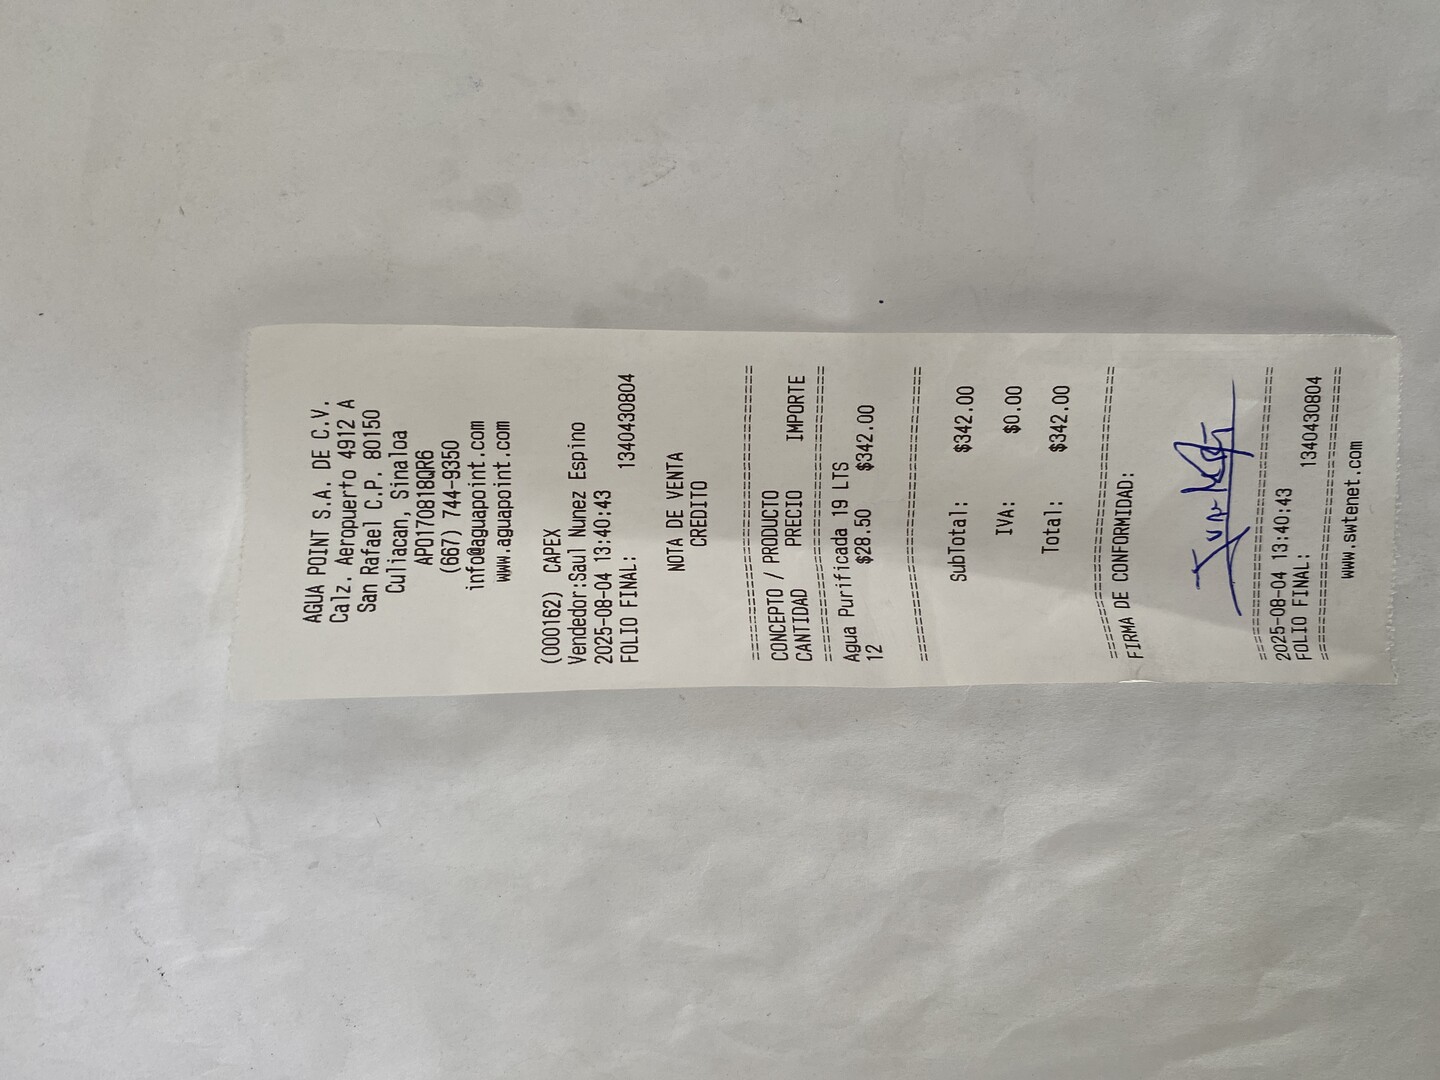 AGUA POINT S.A. DE C.V.
Calz. Aeropuerto 4912 A
San Rafael C.P. 80150
Culiacan, Sinaloa
APO170818QR6
(667) 744-9350
info@aguapoint.com
www.aguapoint.com
(000162) CAPEX
Vendedor:Saul Nunez Espino
2025-08-04 13:40:43
FOLIO FINAL: 1340430804
NOTA DE VENTA
CREDITO
==============================
CONCEPTO / PRODUCTO
CANTIDAD PRECIO IMPORTE
==============================
Agua Purificada 19 LTS
12 $28.50 $342.00
==============================
SubTotal: $342.00
IVA: $0.00
Total: $342.00
==============================
FIRMA DE CONFORMIDAD:
==============================
2025-08-04 13:40:43
FOLIO FINAL: 1340430804
==============================
www.swtenet.com